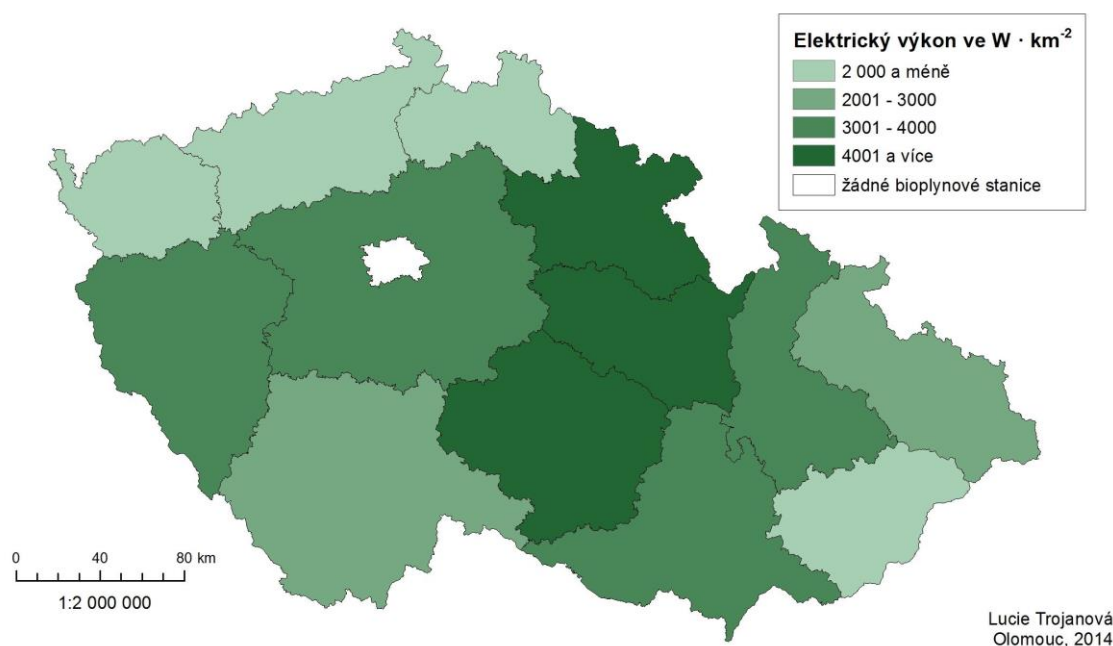 Elektrický výkon ve W · km-2
2 000 a méně
2001 - 3000
3001 - 4000
4001 a více
žádné bioplynové stanice
0 40 80 km
1:2 000 000
Lucie Trojanová
Olomouc, 2014